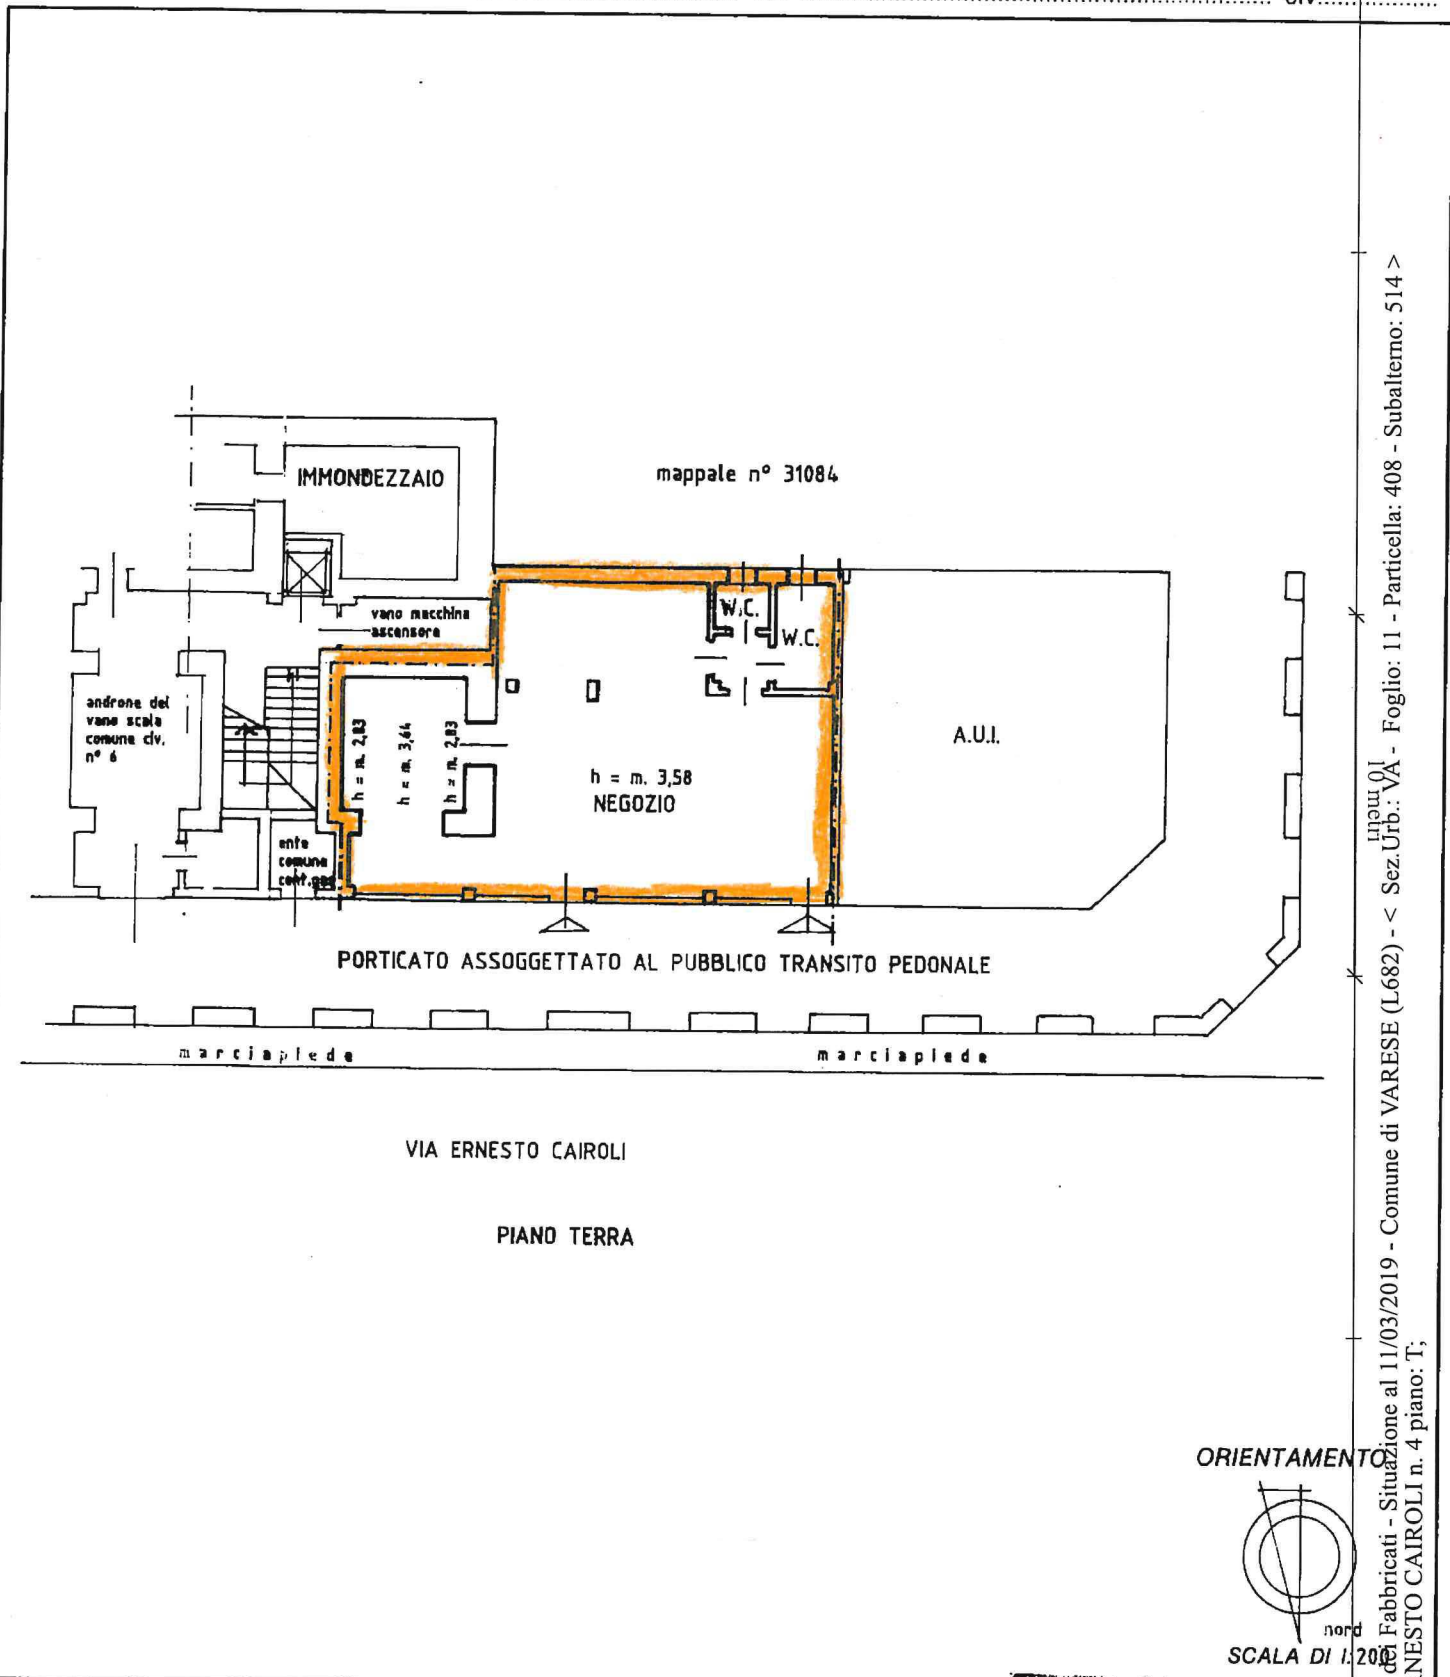 IMMONDEZZAIO
mappale n° 31084
vano macchina
ascensore
W.C.
W.C.
androne del
vano scala
comune civ.
n° 6
h = m. 2,83
h = m. 3,64
h = m. 2,83
h = m. 3,58
NEGOZIO
A.U.I.
ente
comune
cont.gas
PORTICATO ASSOGGETTATO AL PUBBLICO TRANSITO PEDONALE
marciapiede
marciapiede
VIA ERNESTO CAIROLI
PIANO TERRA
ORIENTAMENTO
nord
SCALA DI 1:200
10 metri
dei Fabbricati - Situazione al 11/03/2019 - Comune di VARESE (L682) - < Sez.Urb.: VA - Foglio: 11 - Particella: 408 - Subalterno: 514 >
RNESTO CAIROLI n. 4 piano: T;